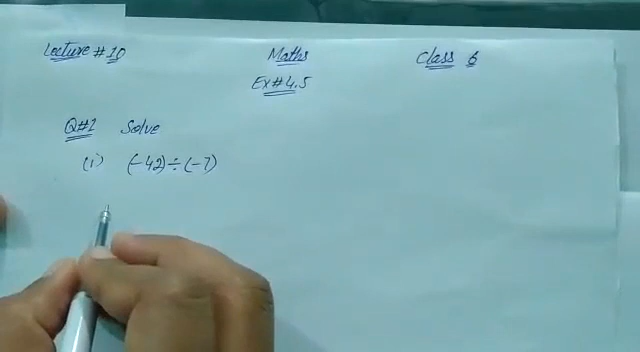 Lecture # 10 Maths Class 6
Ex # 4.5
Q#1 Solve
(i) (-42) ÷ (-7)